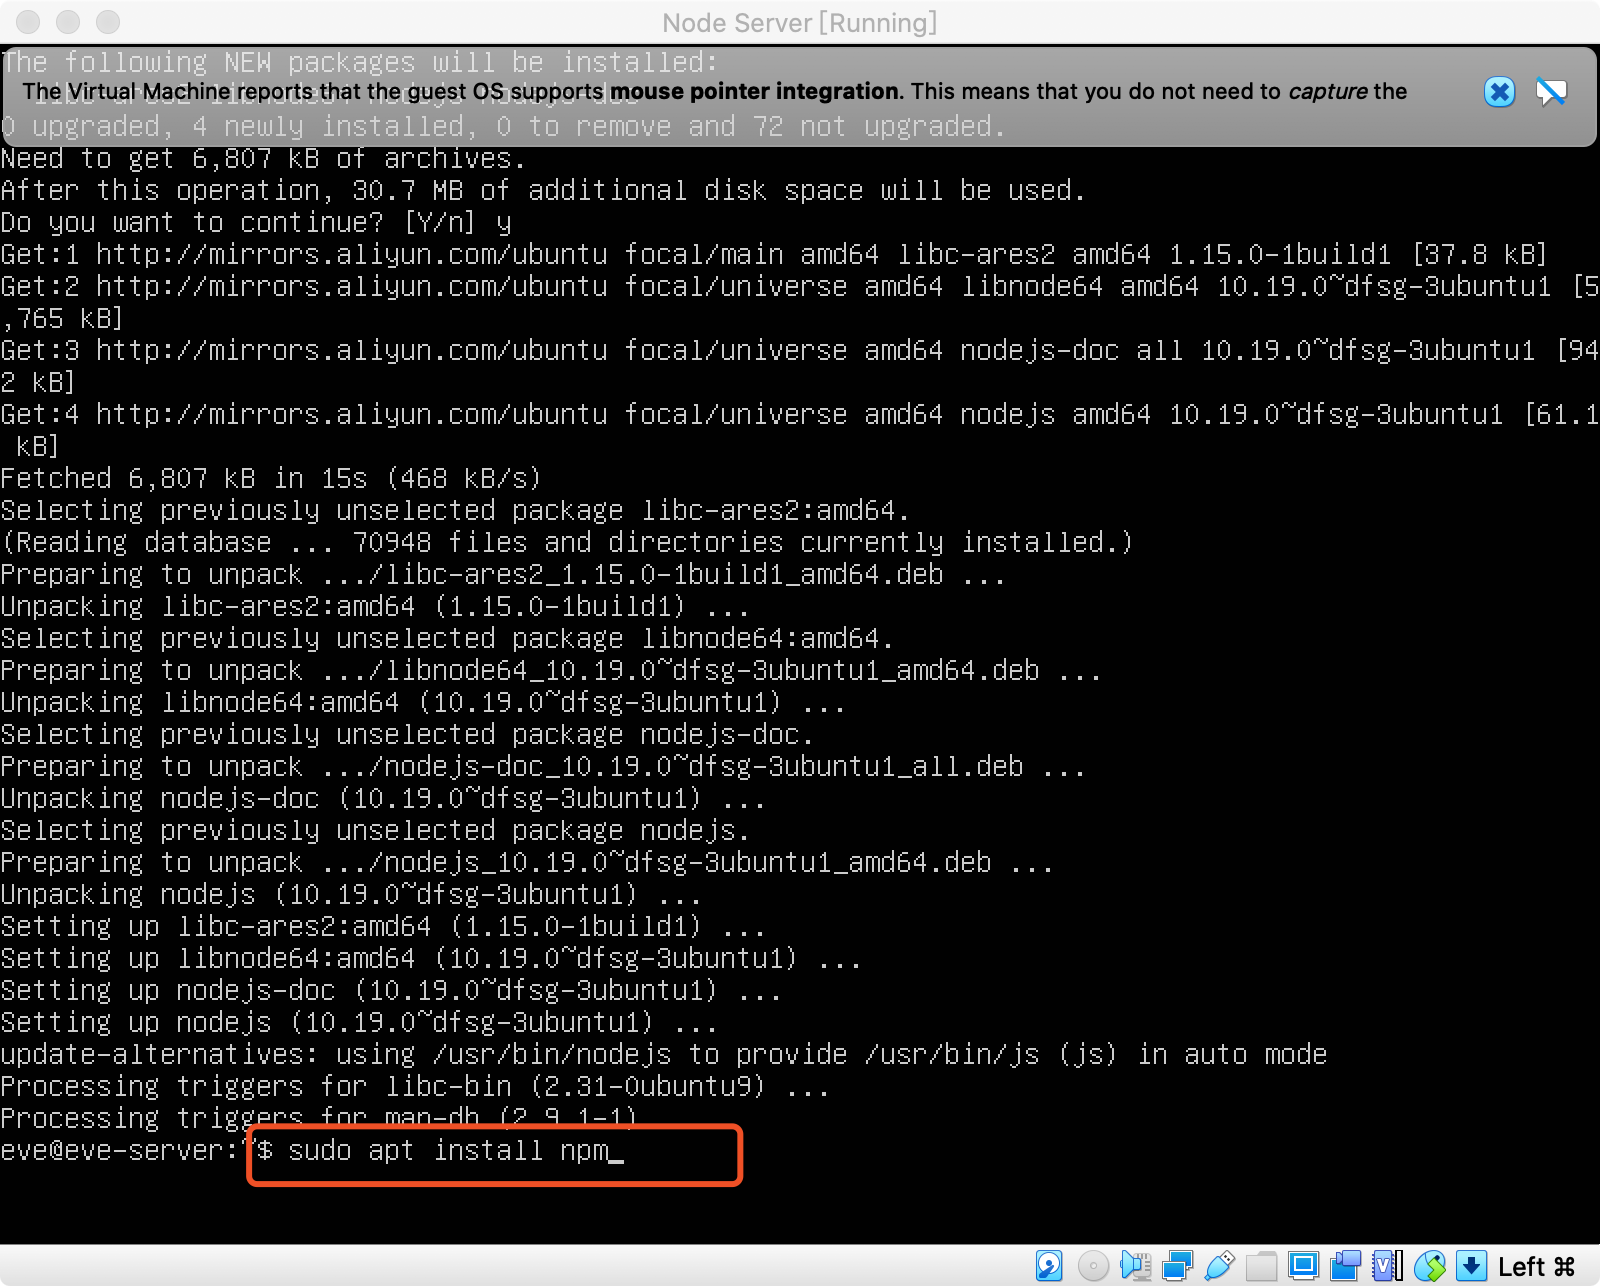 Node Server [Running]
The following NEW packages will be installed:
The Virtual Machine reports that the guest OS supports mouse pointer integration. This means that you do not need to capture the
libc-ares2 libnode64 nodejs nodejs-doc
0 upgraded, 4 newly installed, 0 to remove and 72 not upgraded.
Need to get 6,807 kB of archives.
After this operation, 30.7 MB of additional disk space will be used.
Do you want to continue? [Y/n] y
Get:1 http://mirrors.aliyun.com/ubuntu focal/main amd64 libc-ares2 amd64 1.15.0-1build1 [37.8 kB]
Get:2 http://mirrors.aliyun.com/ubuntu focal/universe amd64 libnode64 amd64 10.19.0~dfsg-3ubuntu1 [5
,765 kB]
Get:3 http://mirrors.aliyun.com/ubuntu focal/universe amd64 nodejs-doc all 10.19.0~dfsg-3ubuntu1 [94
2 kB]
Get:4 http://mirrors.aliyun.com/ubuntu focal/universe amd64 nodejs amd64 10.19.0~dfsg-3ubuntu1 [61.1
kB]
Fetched 6,807 kB in 15s (468 kB/s)
Selecting previously unselected package libc-ares2:amd64.
(Reading database ... 70948 files and directories currently installed.)
Preparing to unpack .../libc-ares2_1.15.0-1build1_amd64.deb ...
Unpacking libc-ares2:amd64 (1.15.0-1build1) ...
Selecting previously unselected package libnode64:amd64.
Preparing to unpack .../libnode64_10.19.0~dfsg-3ubuntu1_amd64.deb ...
Unpacking libnode64:amd64 (10.19.0~dfsg-3ubuntu1) ...
Selecting previously unselected package nodejs-doc.
Preparing to unpack .../nodejs-doc_10.19.0~dfsg-3ubuntu1_all.deb ...
Unpacking nodejs-doc (10.19.0~dfsg-3ubuntu1) ...
Selecting previously unselected package nodejs.
Preparing to unpack .../nodejs_10.19.0~dfsg-3ubuntu1_amd64.deb ...
Unpacking nodejs (10.19.0~dfsg-3ubuntu1) ...
Setting up libc-ares2:amd64 (1.15.0-1build1) ...
Setting up libnode64:amd64 (10.19.0~dfsg-3ubuntu1) ...
Setting up nodejs-doc (10.19.0~dfsg-3ubuntu1) ...
Setting up nodejs (10.19.0~dfsg-3ubuntu1) ...
update-alternatives: using /usr/bin/nodejs to provide /usr/bin/js (js) in auto mode
Processing triggers for libc-bin (2.31-0ubuntu9) ...
Processing triggers for man-db (2.9.1-1)
eve@eve-server:~$ sudo apt install npm_
Left ⌘